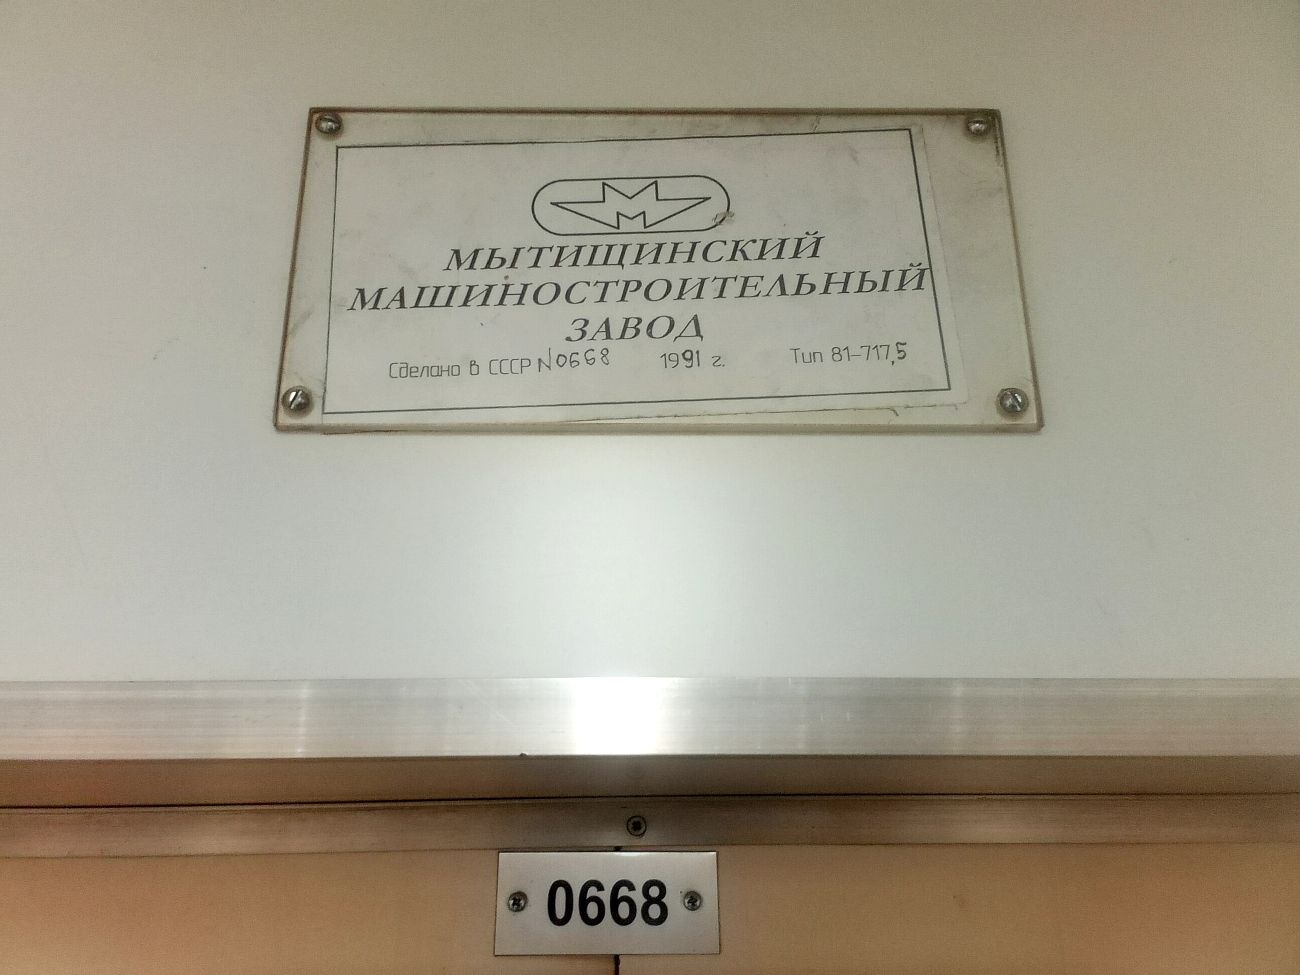 М
МЫТИЩИНСКИЙ
МАШИНОСТРОИТЕЛЬНЫЙ
ЗАВОД
Сделано в СССР N0668 1991 г. Тип 81-717,5
0668